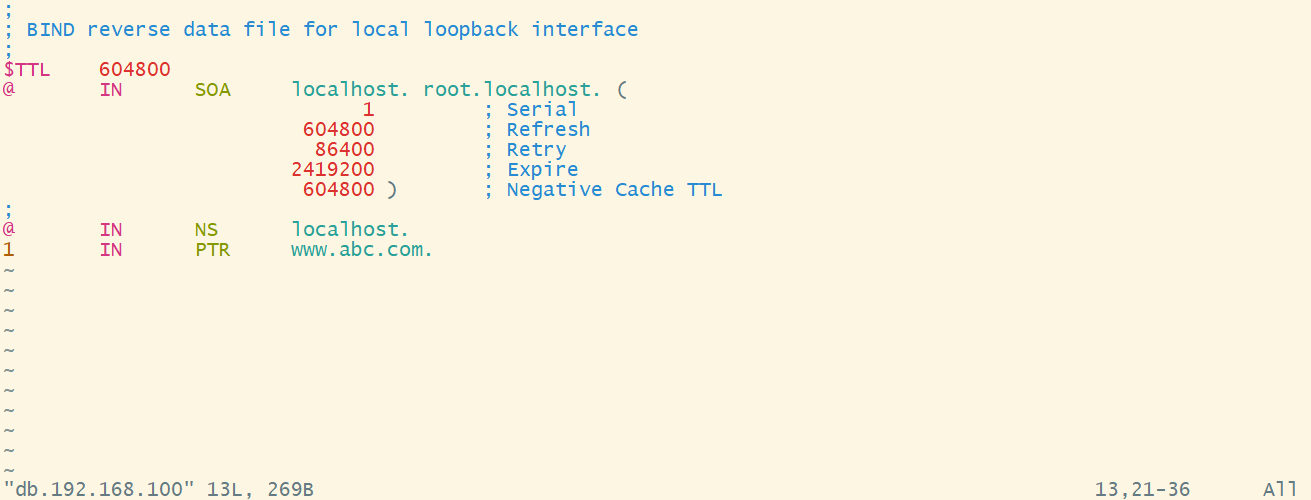 ;
; BIND reverse data file for local loopback interface
;
$TTL    604800
@       IN      SOA     localhost. root.localhost. (
                              1         ; Serial
                         604800         ; Refresh
                          86400         ; Retry
                        2419200         ; Expire
                         604800 )       ; Negative Cache TTL
;
@       IN      NS      localhost.
1       IN      PTR     www.abc.com.
~
~
~
~
~
~
~
~
~
~
~
"db.192.168.100" 13L, 269B                    13,21-36      All